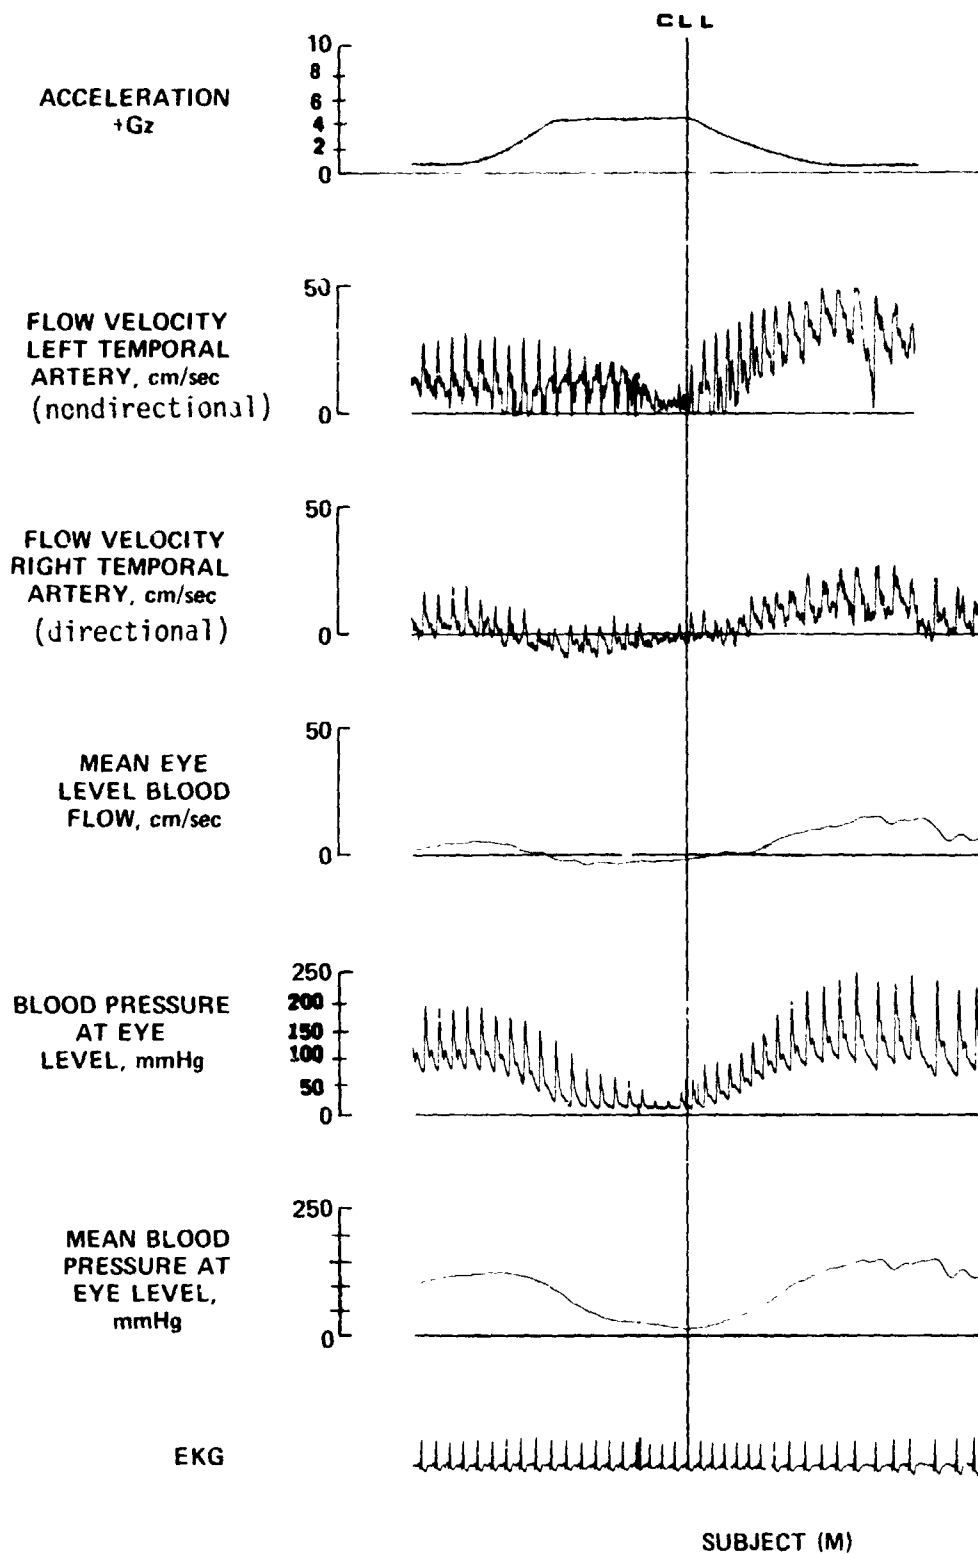 CLL
ACCELERATION
+Gz
10
8
6
4
2
0
FLOW VELOCITY
LEFT TEMPORAL
ARTERY, cm/sec
(nondirectional)
50
0
FLOW VELOCITY
RIGHT TEMPORAL
ARTERY, cm/sec
(directional)
50
0
MEAN EYE
LEVEL BLOOD
FLOW, cm/sec
50
0
BLOOD PRESSURE
AT EYE
LEVEL, mmHg
250
200
150
100
50
0
MEAN BLOOD
PRESSURE AT
EYE LEVEL,
mmHg
250
0
EKG
SUBJECT (M)